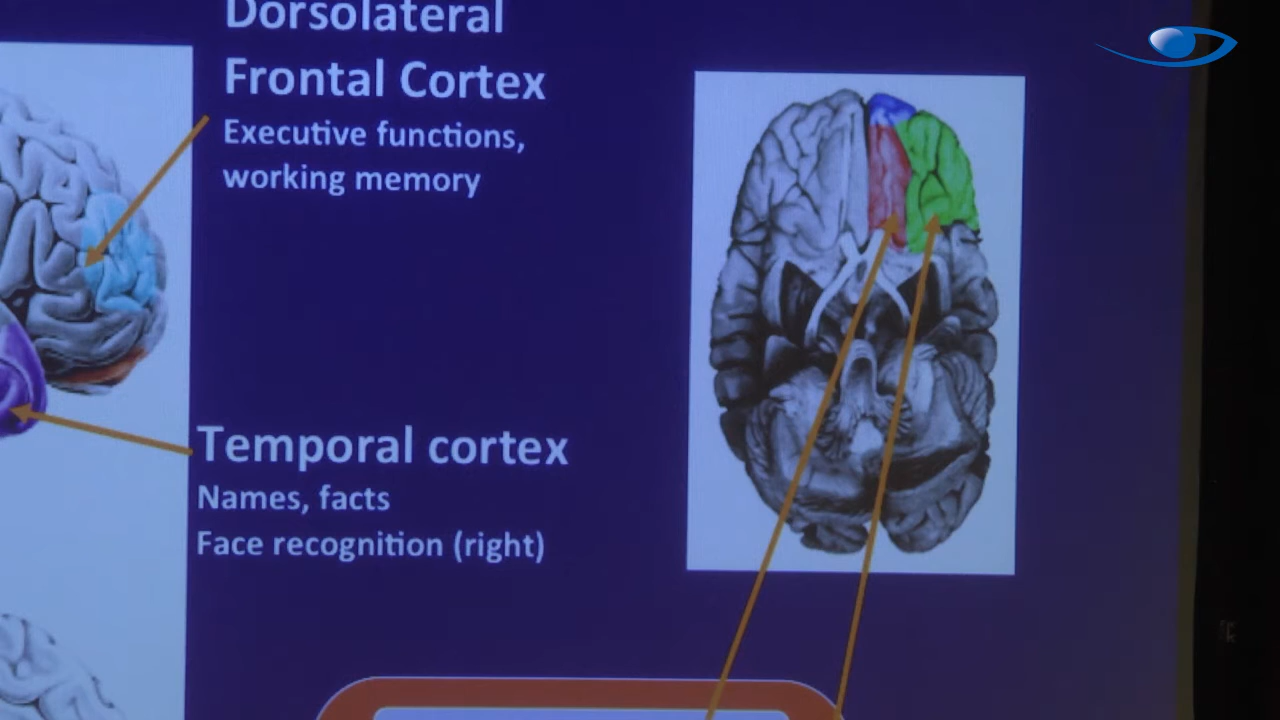 Dorsolateral
Frontal Cortex
Executive functions,
working memory
Temporal cortex
Names, facts
Face recognition (right)